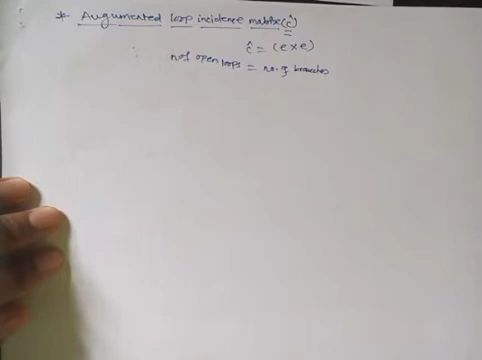 * Augumented loop incidence matrix (ĉ)
ĉ = (e x e)
no of open loops = no. of branches